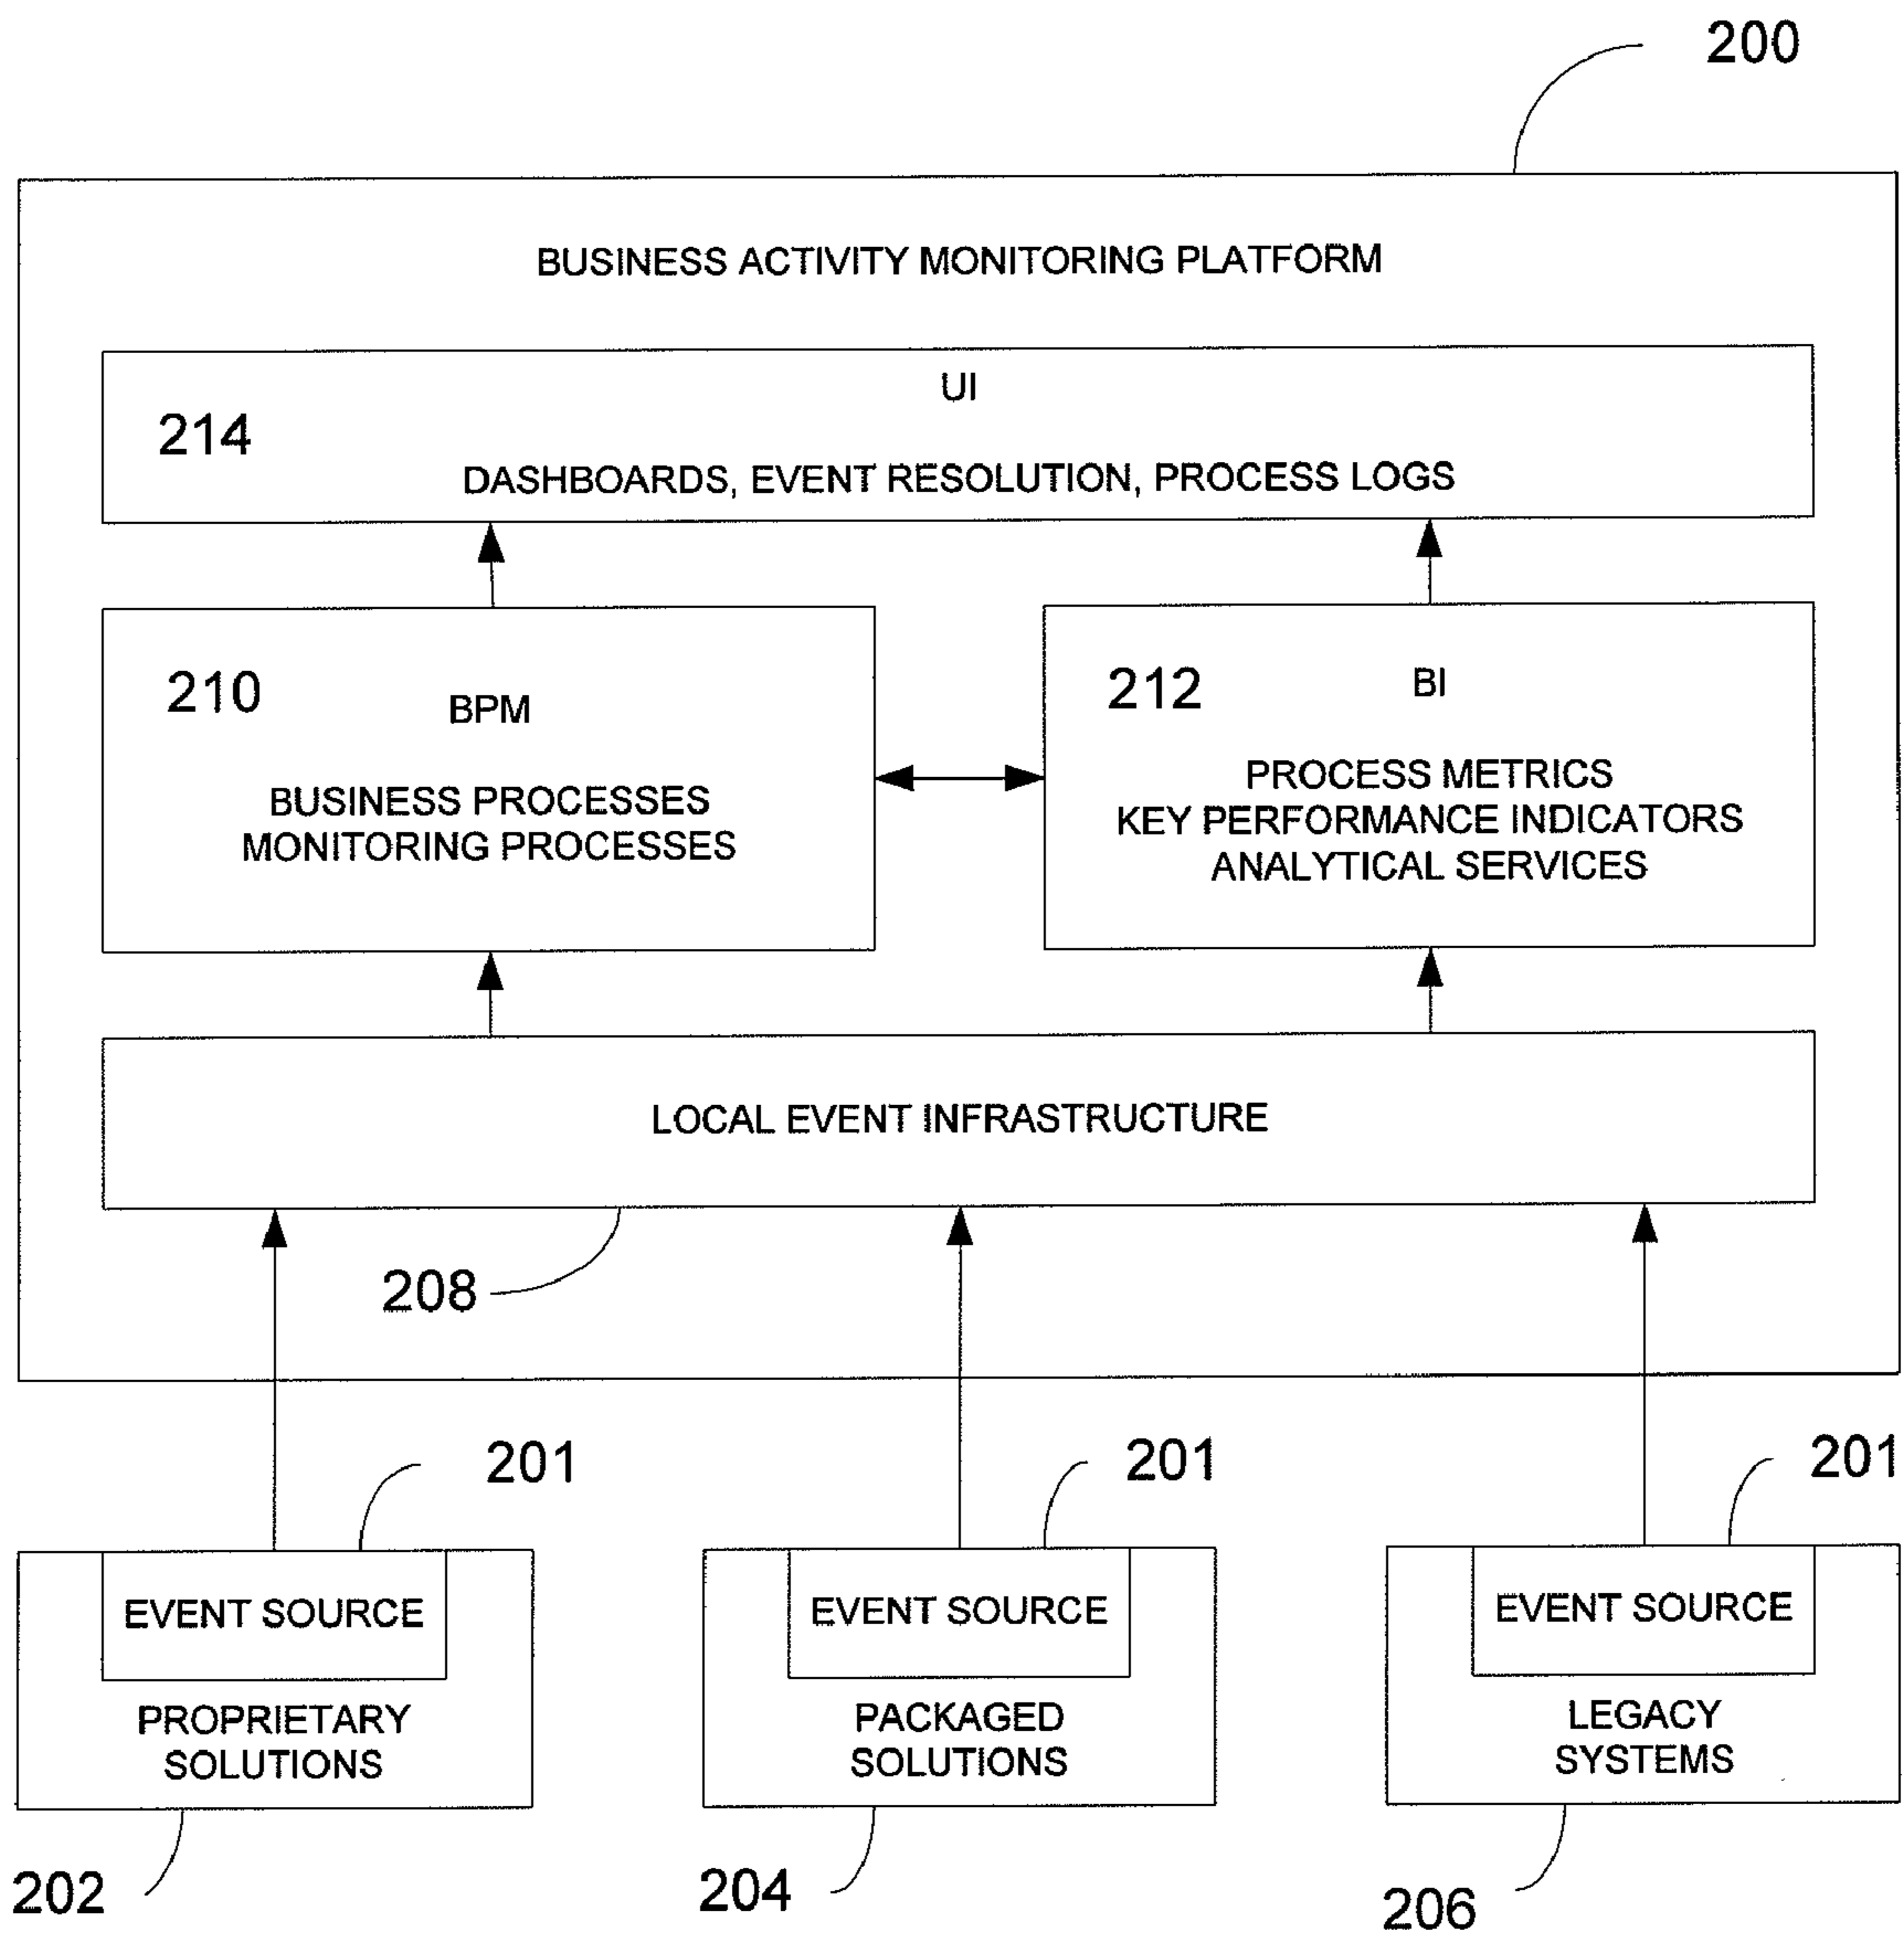 200
BUSINESS ACTIVITY MONITORING PLATFORM
UI
214
DASHBOARDS, EVENT RESOLUTION, PROCESS LOGS
210
BPM
BUSINESS PROCESSES
MONITORING PROCESSES
212
BI
PROCESS METRICS
KEY PERFORMANCE INDICATORS
ANALYTICAL SERVICES
LOCAL EVENT INFRASTRUCTURE
208
201
201
201
EVENT SOURCE
PROPRIETARY
SOLUTIONS
EVENT SOURCE
PACKAGED
SOLUTIONS
EVENT SOURCE
LEGACY
SYSTEMS
202
204
206